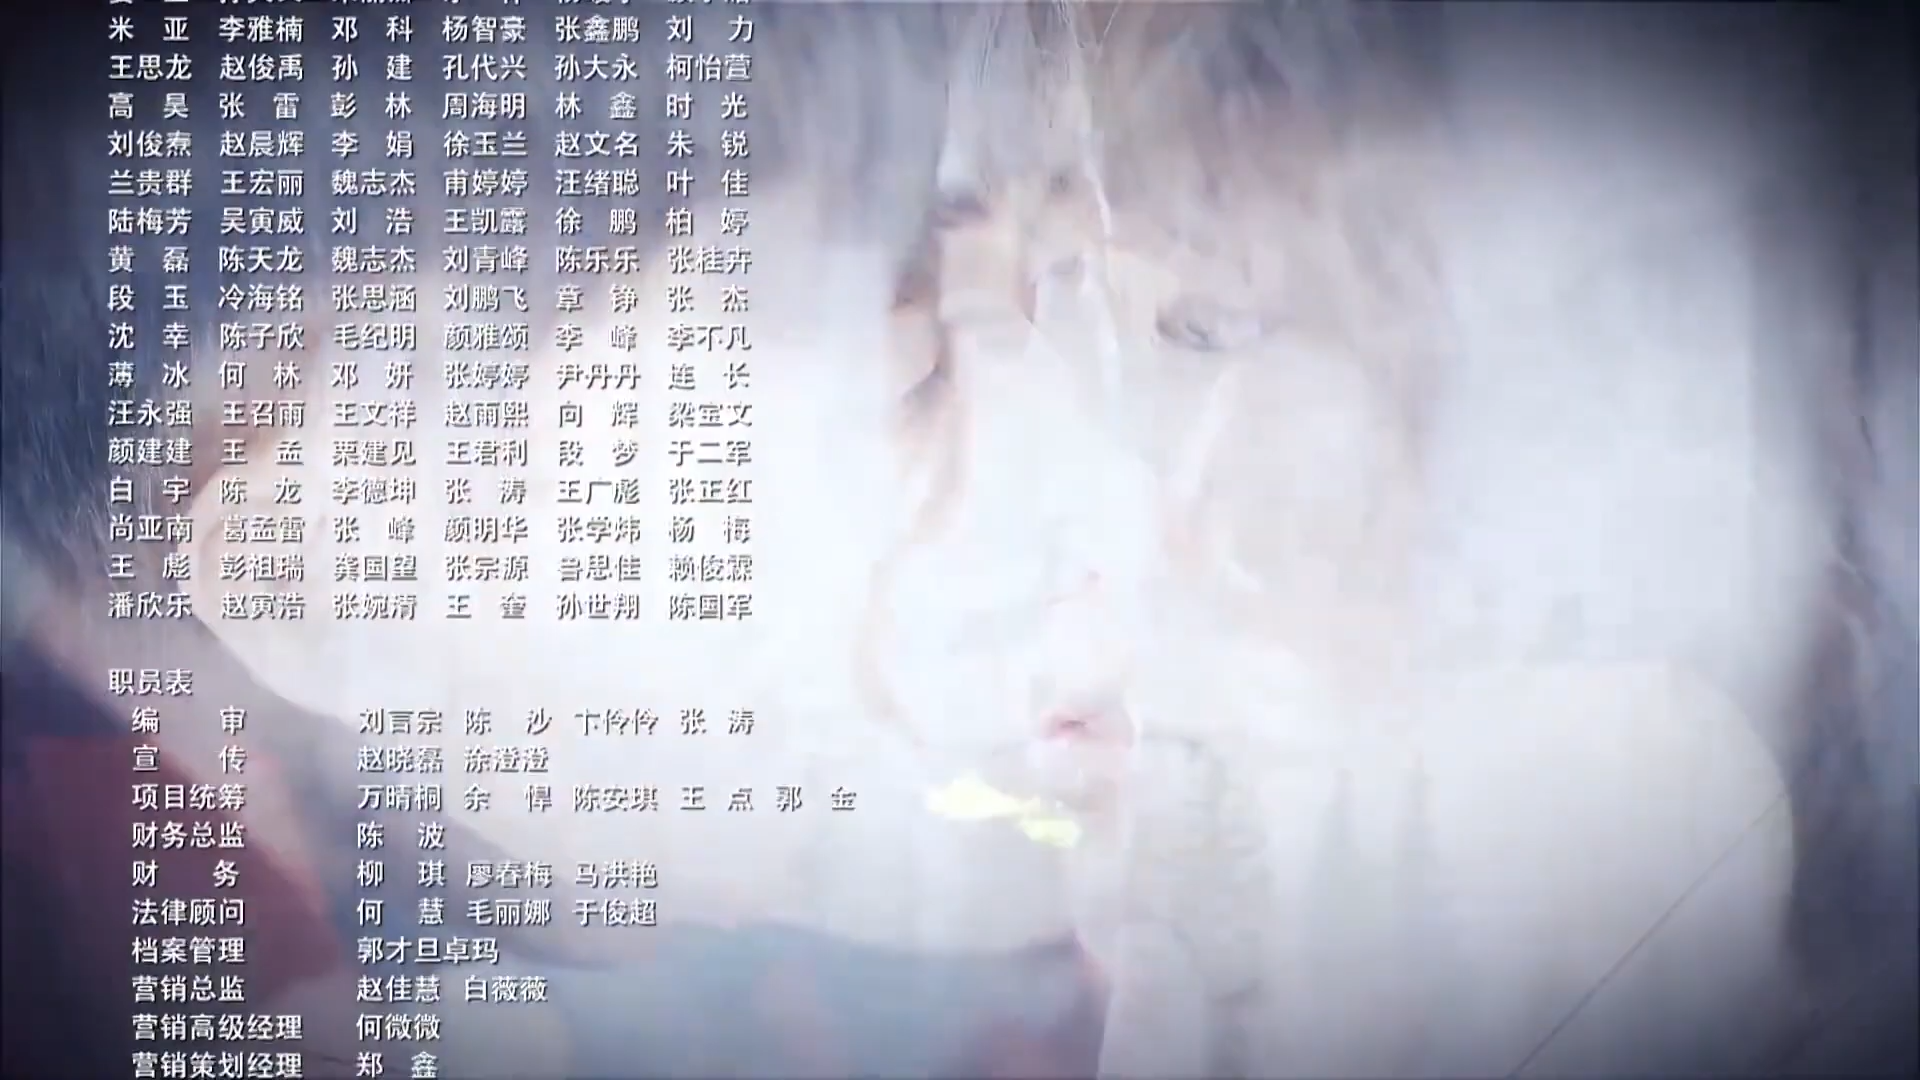 米 亚 李雅楠 邓 科 杨智豪 张鑫鹏 刘 力
王思龙 赵俊禹 孙 建 孔代兴 孙大永 柯怡萱
高 昊 张 雷 彭 林 周海明 林 鑫 时 光
刘俊焘 赵晨辉 李 娟 徐玉兰 赵文名 朱 锐
兰贵群 王宏丽 魏志杰 甫婷婷 汪绪聪 叶 佳
陆梅芳 吴寅威 刘 浩 王凯露 徐 鹏 柏 婷
黄 磊 陈天龙 魏志杰 刘青峰 陈乐乐 张桂卉
段 玉 冷海铭 张思涵 刘鹏飞 章 铮 张 杰
沈 幸 陈子欣 毛纪明 颜雅颂 李 峰 李不凡
薄 冰 何 林 邓 妍 张婷婷 尹丹丹 连 长
汪永强 王召雨 王文祥 赵雨熙 向 辉 梁宝文
颜建建 王 孟 栗建见 王君利 段 梦 于二军
白 宇 陈 龙 李德坤 张 涛 王广彪 张正红
尚亚南 葛孟雷 张 峰 颜明华 张学炜 杨 梅
王 彪 彭祖瑞 龚国望 张宗源 鲁思佳 赖俊霖
潘欣乐 赵寅浩 张婉清 王 奎 孙世翔 陈国军
职员表
编 审 刘言宗 陈 沙 卞伶伶 张 涛
宣 传 赵晓磊 涂澄澄
项目统筹 万晴桐 余 悍 陈安琪 王 点 郭 金
财务总监 陈 波
财 务 柳 琪 廖春梅 马洪艳
法律顾问 何 慧 毛丽娜 于俊超
档案管理 郭才旦卓玛
营销总监 赵佳慧 白薇薇
营销高级经理 何微微
营销策划经理 郑 鑫